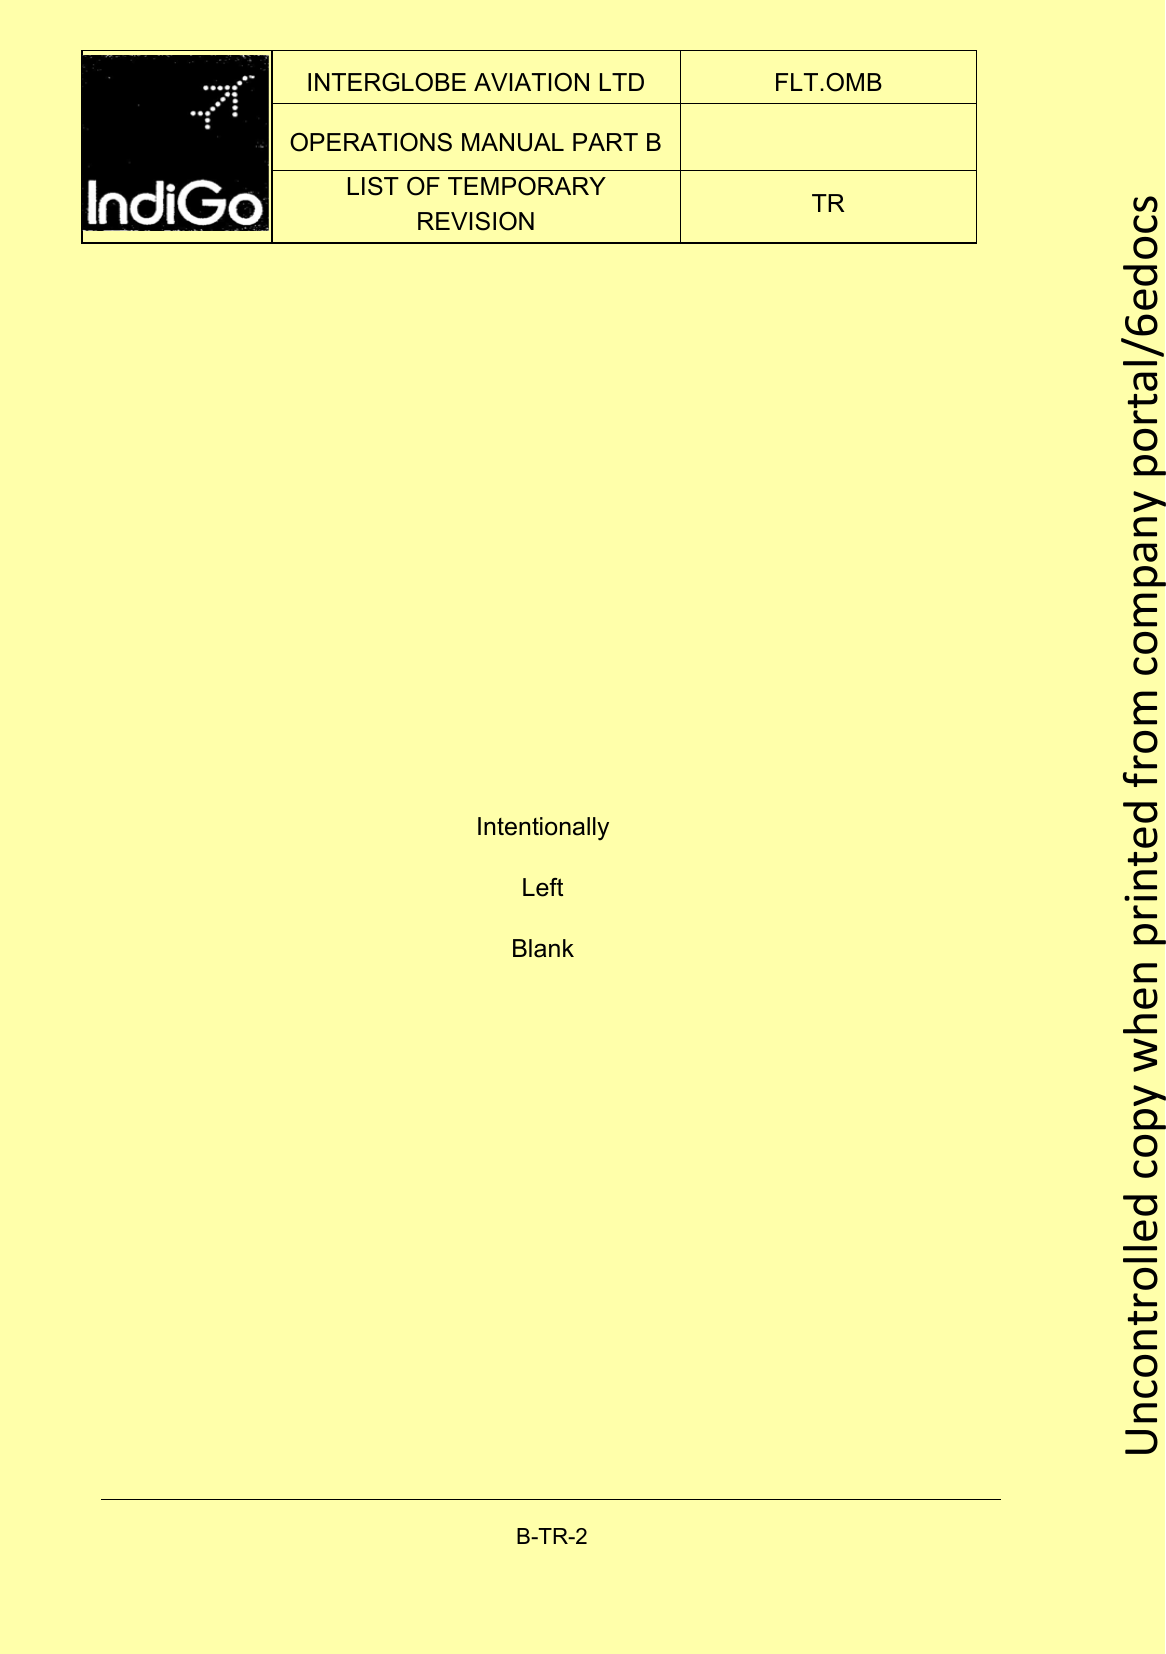 IndiGo
INTERGLOBE AVIATION LTD
FLT.OMB
OPERATIONS MANUAL PART B
LIST OF TEMPORARY
REVISION
TR
Intentionally
Left
Blank
B-TR-2
Uncontrolled copy when printed from company portal/6edocs